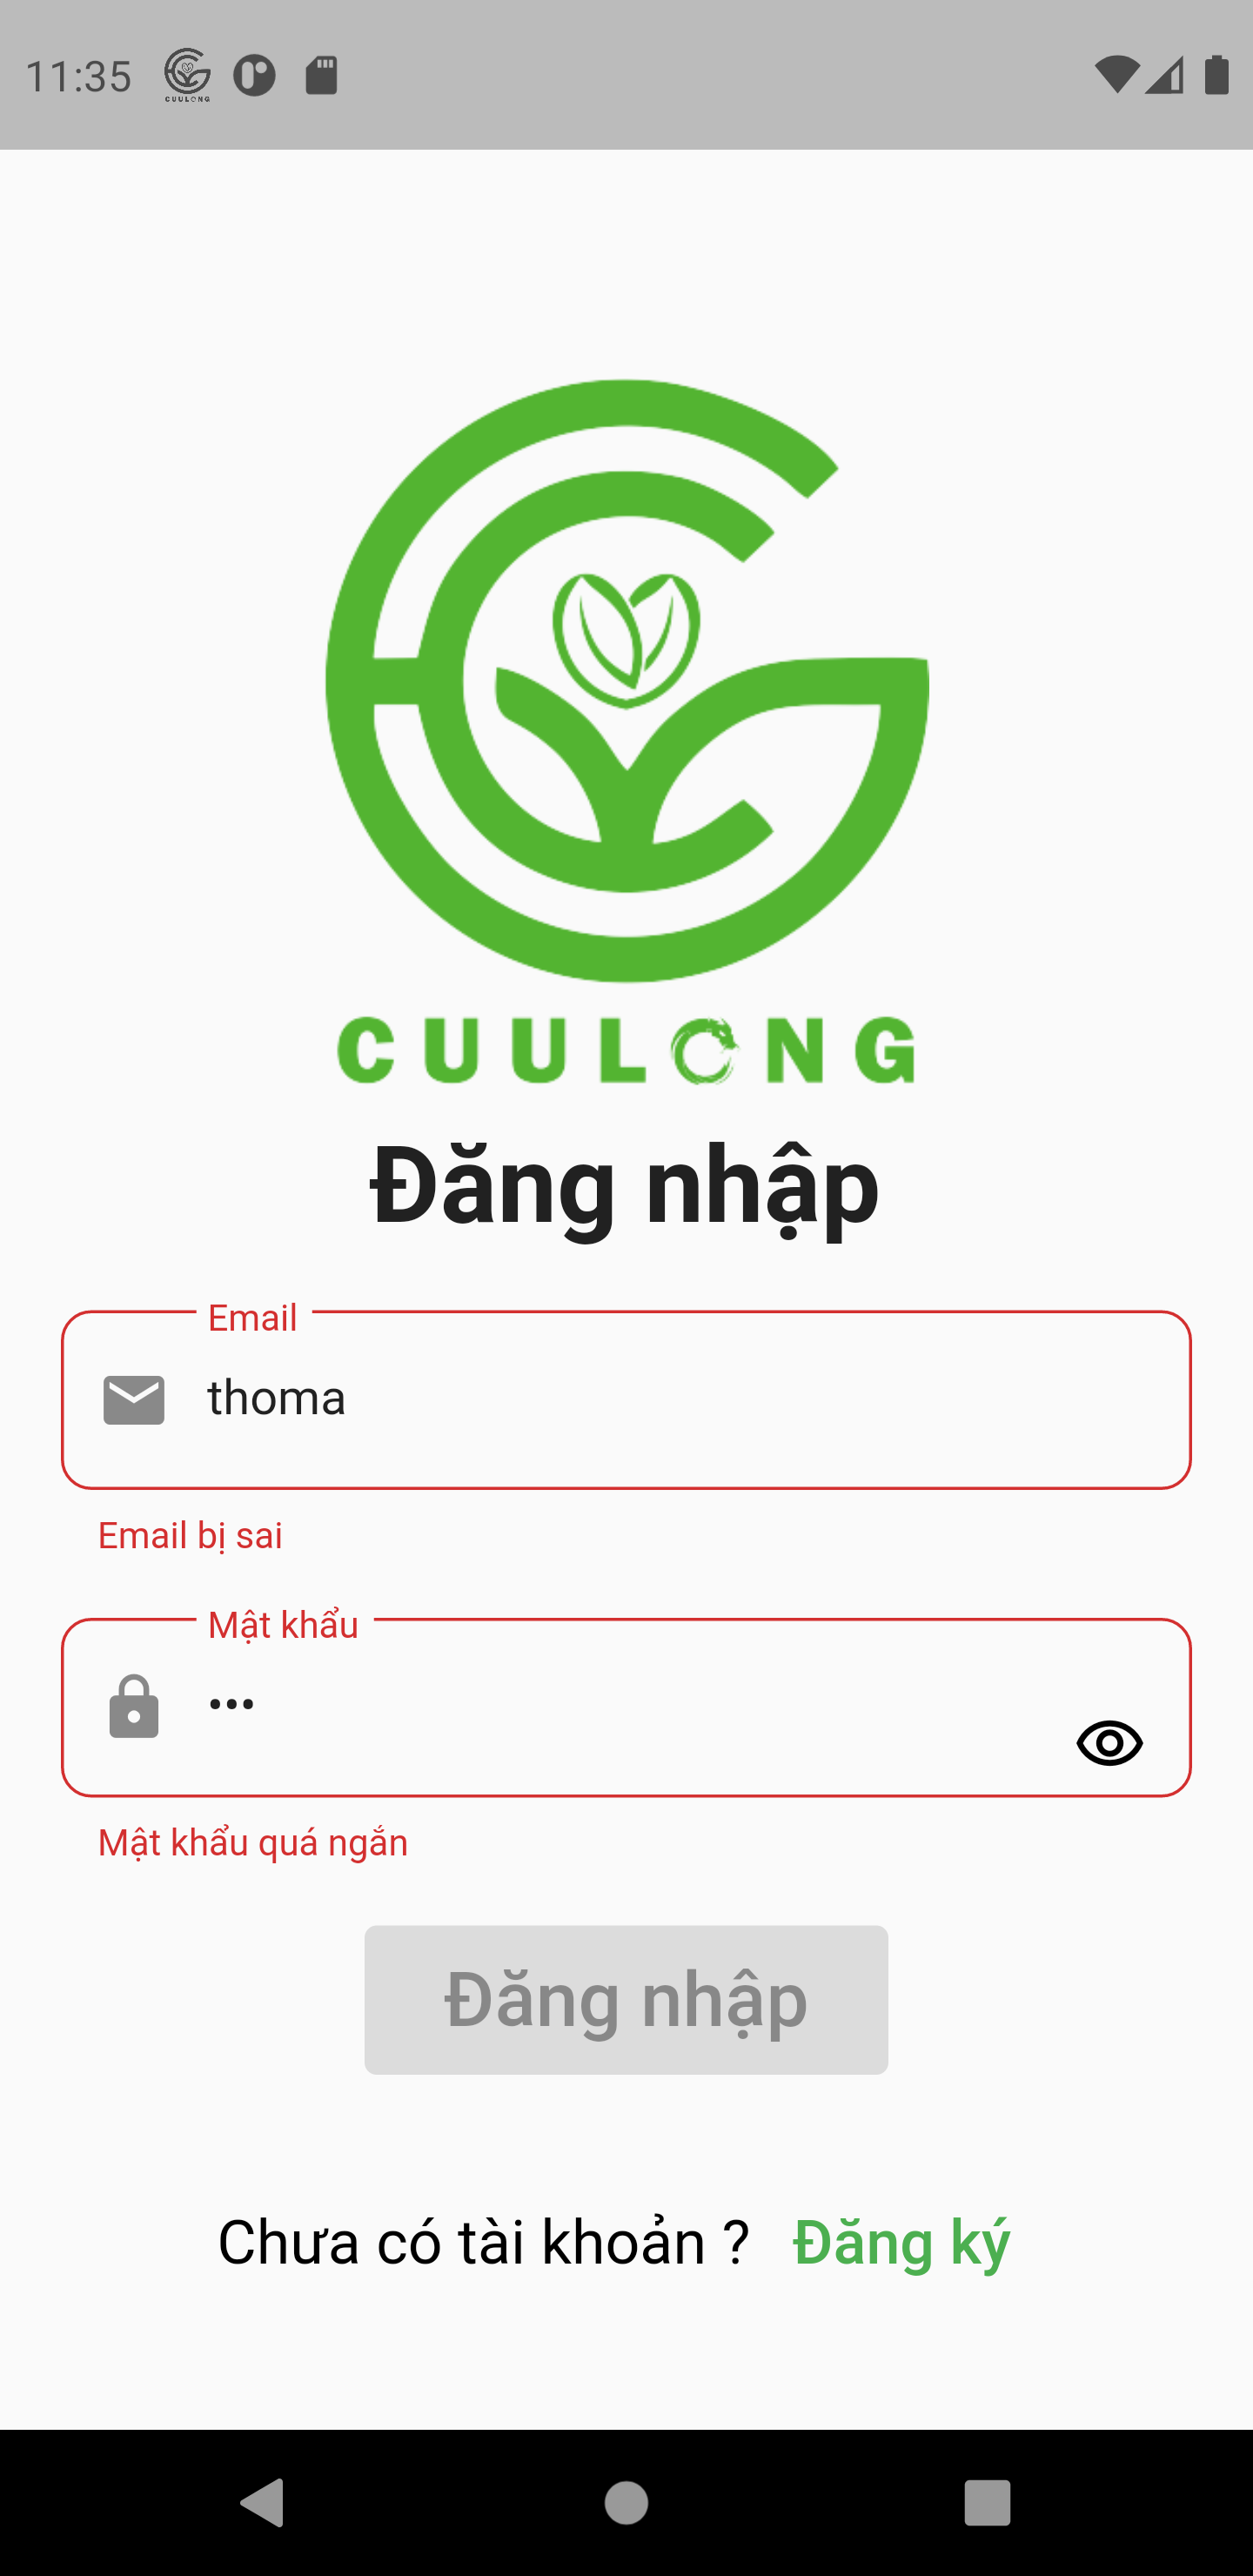 11:35
CUULONG
CUULONG
Đăng nhập
Email
thoma
Email bị sai
Mật khẩu
•••
Mật khẩu quá ngắn
Đăng nhập
Chưa có tài khoản ? Đăng ký